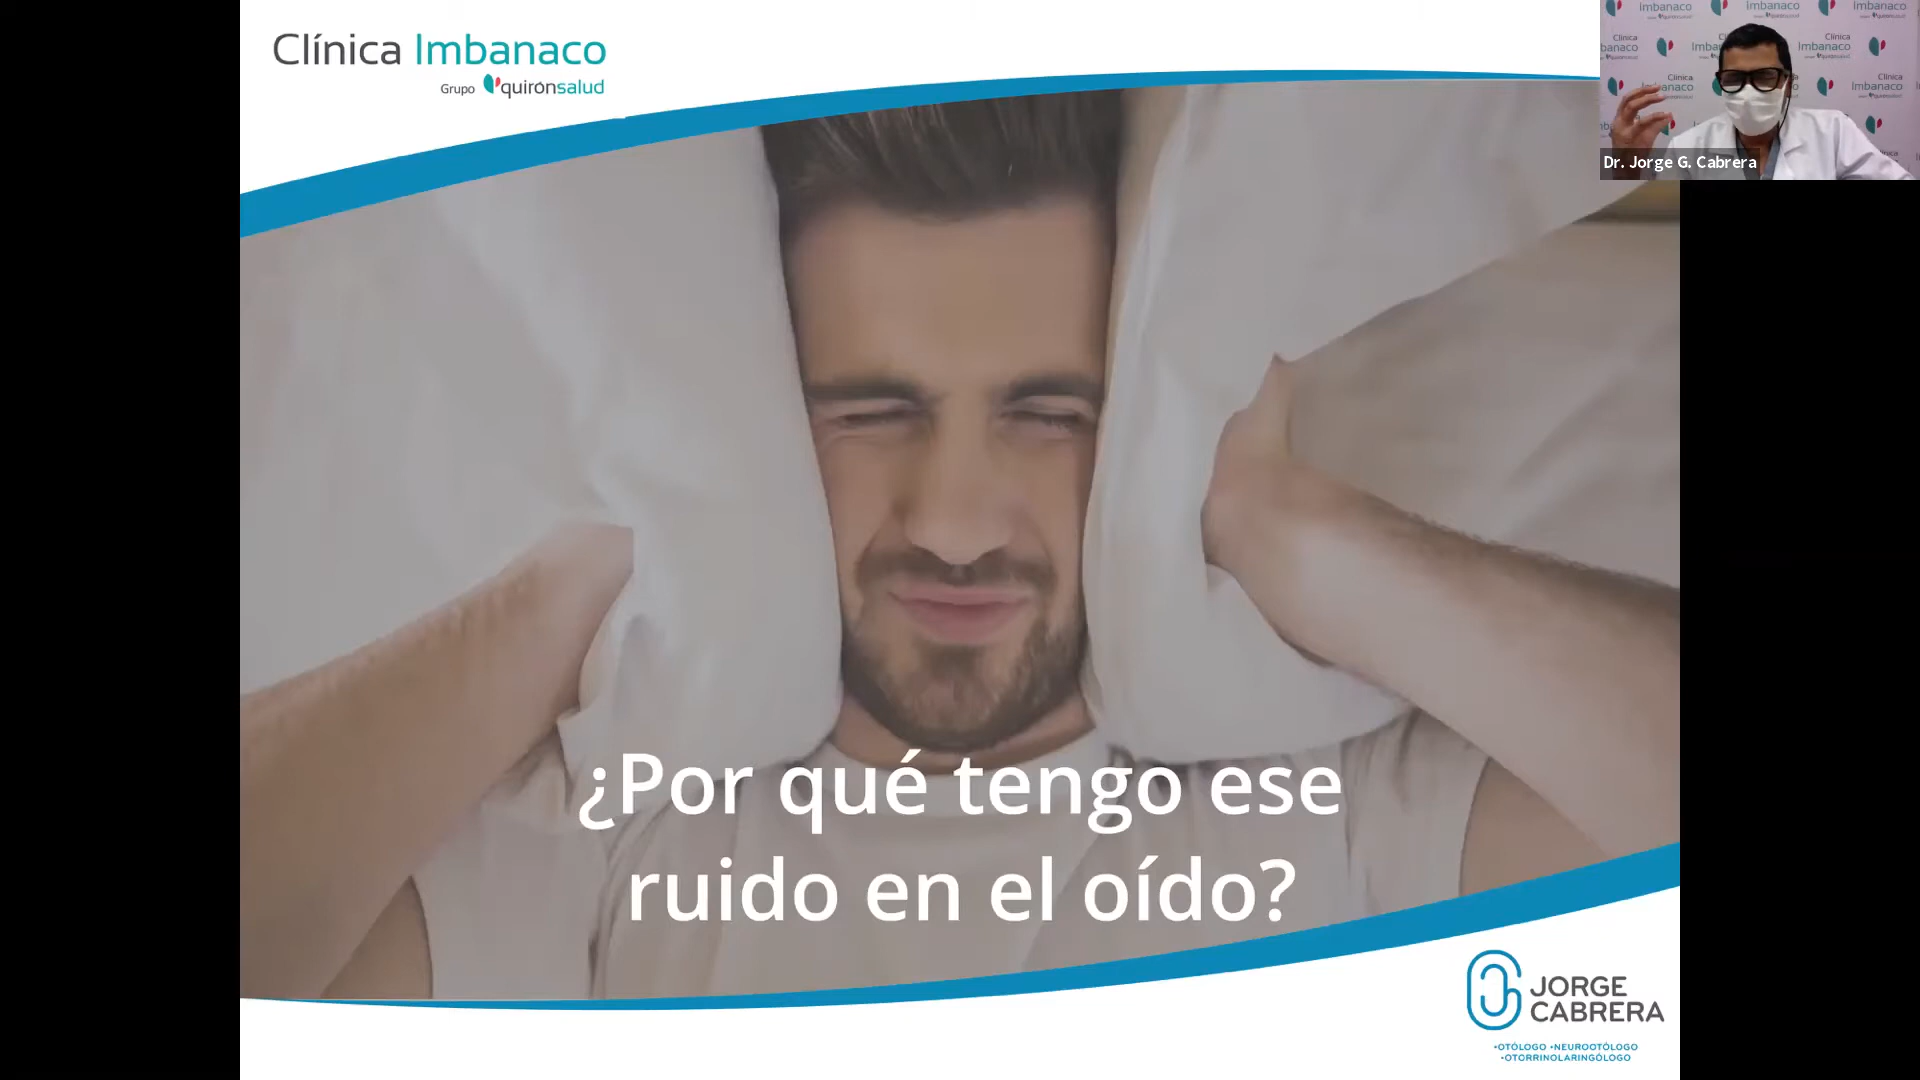 Clínica Imbanaco
Grupo quirónsalud
Dr. Jorge G. Cabrera
¿Por qué tengo ese
ruido en el oído?
JORGE
CABRERA
•OTÓLOGO •NEUROOTÓLOGO
•OTORRINOLARINGÓLOGO